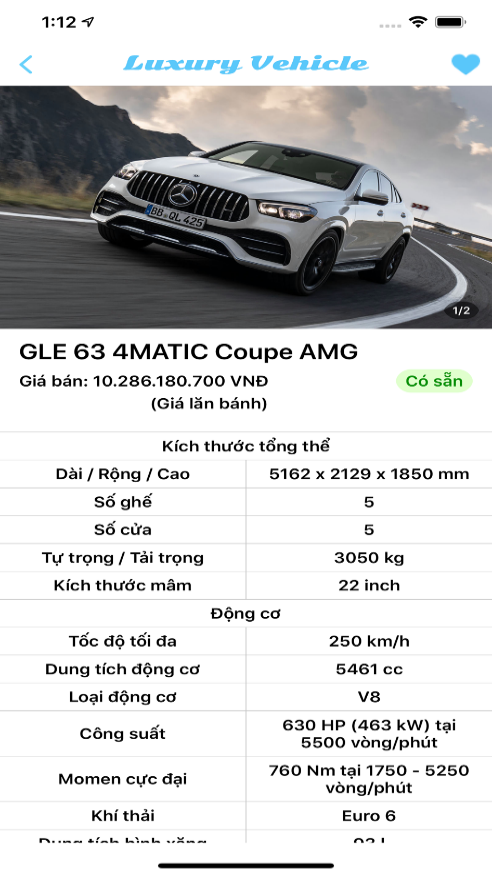 1:12
Luxury Vehicle
BB QL 425
1/2
GLE 63 4MATIC Coupe AMG
Giá bán: 10.286.180.700 VNĐ
Có sẵn
(Giá lăn bánh)
Kích thước tổng thể
Dài / Rộng / Cao 5162 x 2129 x 1850 mm
Số ghế 5
Số cửa 5
Tự trọng / Tải trọng 3050 kg
Kích thước mâm 22 inch
Động cơ
Tốc độ tối đa 250 km/h
Dung tích động cơ 5461 cc
Loại động cơ V8
Công suất 630 HP (463 kW) tại
5500 vòng/phút
Momen cực đại 760 Nm tại 1750 - 5250
vòng/phút
Khí thải Euro 6
Dung tích bình xăng 93 L